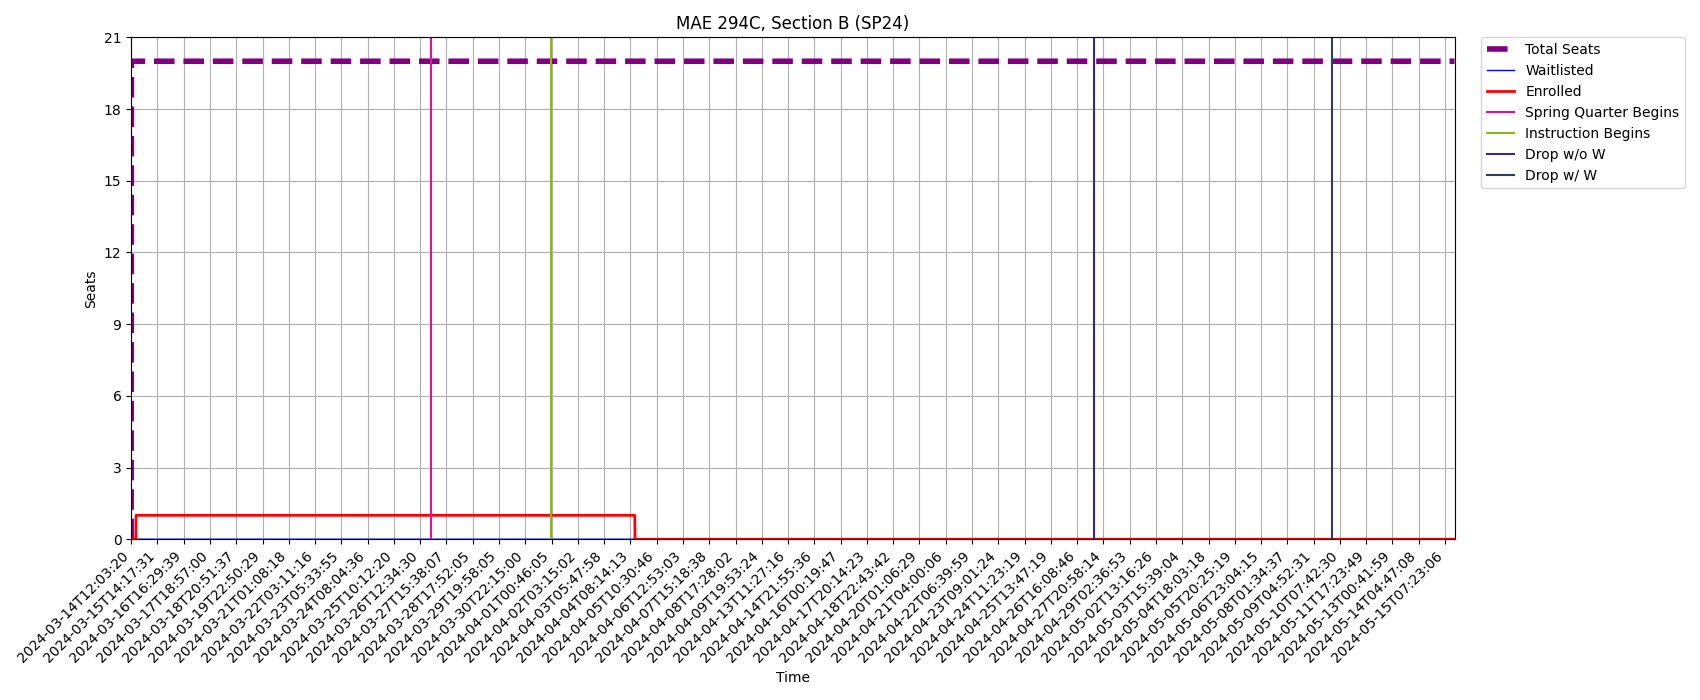 MAE 294C, Section B (SP24)
Total Seats
Waitlisted
Enrolled
Spring Quarter Begins
Instruction Begins
Drop w/o W
Drop w/ W
Seats
21
18
15
12
9
6
3
0
2024-03-14T12:03:20
2024-03-15T14:17:31
2024-03-16T16:29:39
2024-03-17T18:57:00
2024-03-18T20:51:37
2024-03-19T22:50:29
2024-03-21T01:08:18
2024-03-22T03:11:16
2024-03-23T05:33:55
2024-03-24T08:04:36
2024-03-25T10:12:20
2024-03-26T12:34:30
2024-03-27T15:38:07
2024-03-28T17:52:05
2024-03-29T19:58:05
2024-03-30T22:15:00
2024-04-01T00:46:05
2024-04-02T03:15:02
2024-04-03T05:47:58
2024-04-04T08:14:13
2024-04-05T10:30:46
2024-04-06T12:53:03
2024-04-07T15:18:38
2024-04-08T17:28:02
2024-04-09T19:53:24
2024-04-13T11:27:16
2024-04-14T21:55:36
2024-04-16T00:19:47
2024-04-17T20:14:23
2024-04-18T22:43:42
2024-04-20T01:06:29
2024-04-21T04:00:06
2024-04-22T06:39:59
2024-04-23T09:01:24
2024-04-24T11:23:19
2024-04-25T13:47:19
2024-04-26T16:08:46
2024-04-27T20:58:14
2024-04-29T02:36:53
2024-05-02T13:16:26
2024-05-03T15:39:04
2024-05-04T18:03:18
2024-05-05T20:25:19
2024-05-06T23:04:15
2024-05-08T01:34:37
2024-05-09T04:52:31
2024-05-10T07:42:30
2024-05-11T17:23:49
2024-05-13T00:41:59
2024-05-14T04:47:08
2024-05-15T07:23:06
Time